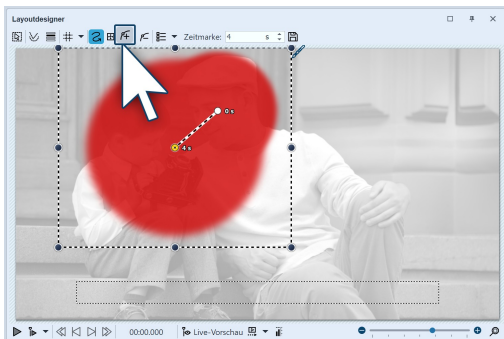 Layoutdesigner
Zeitmarke: 4 s
0 s
4 s
00:00.000 Live-Vorschau